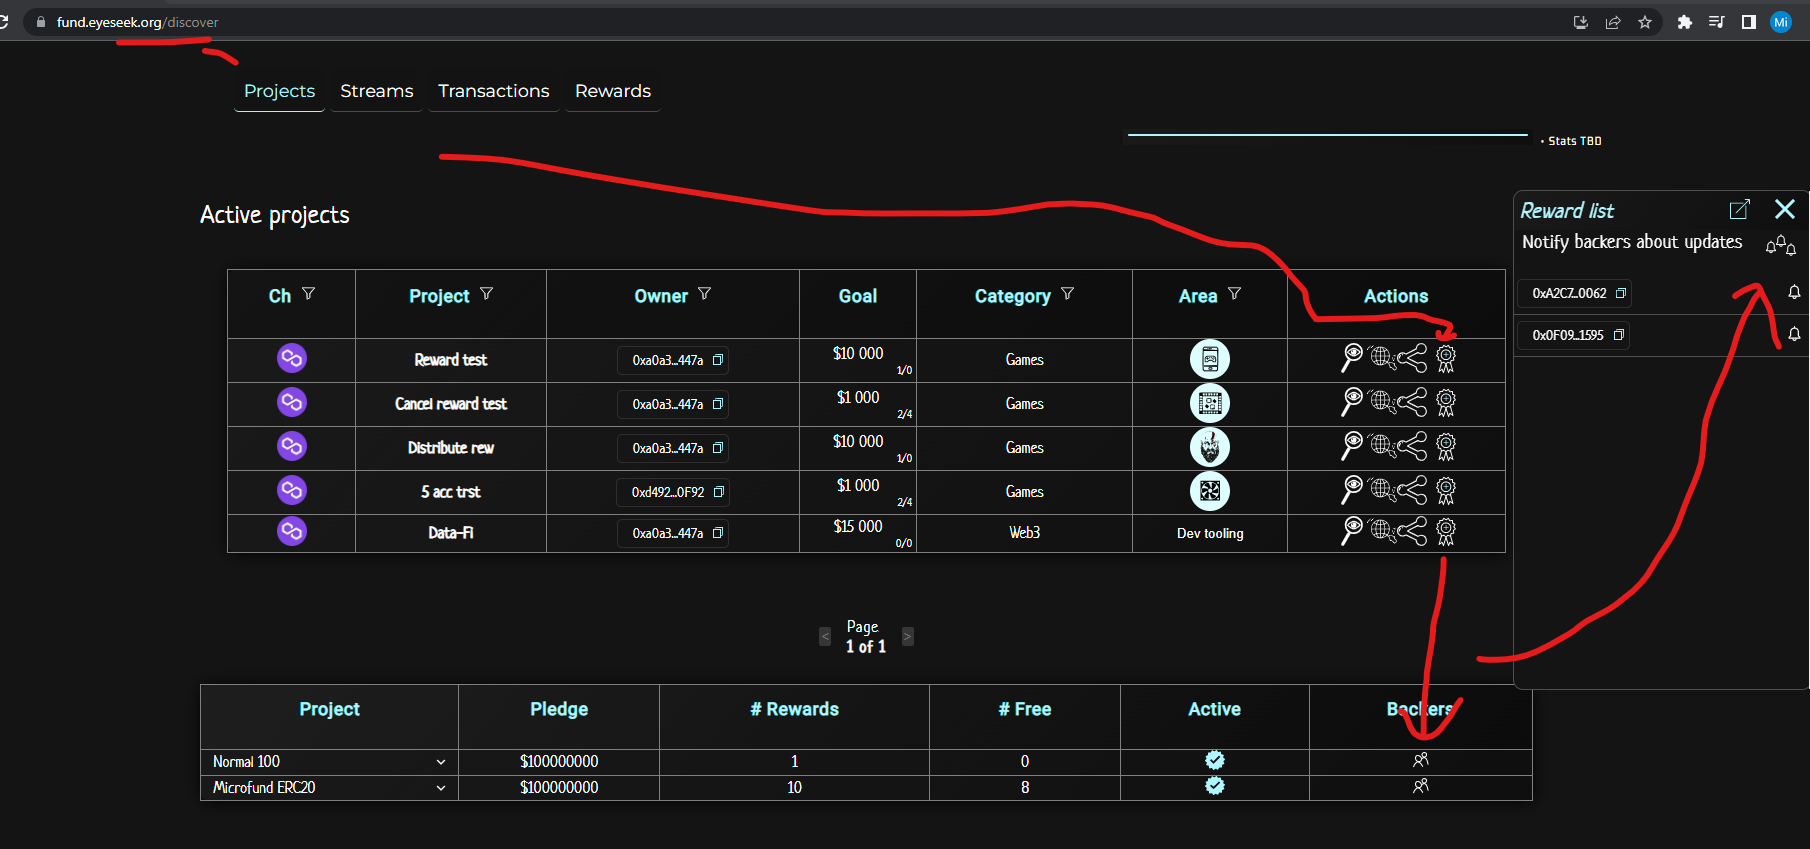 fund.eyeseek.org/discover
Mi
Projects Streams Transactions Rewards
• Stats TBD
Active projects
Reward list
Notify backers about updates
0xA2C7...0062
0x0F09...1595
Ch Project Owner Goal Category Area Actions
Reward test 0xa0a3...447a $10 000 1/0 Games
Cancel reward test 0xa0a3...447a $1 000 2/4 Games
Distribute rew 0xa0a3...447a $10 000 1/0 Games
5 acc trst 0xd492...0F92 $1 000 2/4 Games
Data-Fi 0xa0a3...447a $15 000 0/0 Web3 Dev tooling
Page
< 1 of 1 >
Project Pledge # Rewards # Free Active Backers
Normal 100 $100000000 1 0
Microfund ERC20 $100000000 10 8